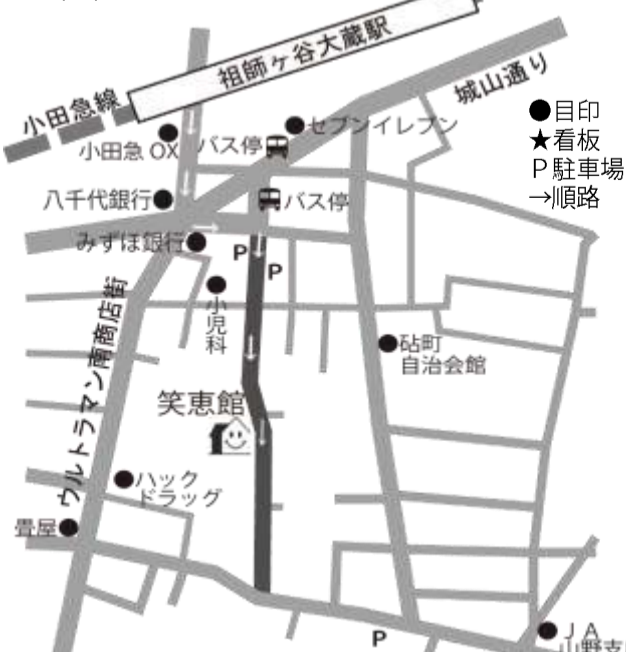 祖師ヶ谷大蔵駅
小田急線
城山通り
●目印
★看板
P 駐車場
→順路
セブンイレブン
小田急 OX
バス停
八千代銀行
バス停
みずほ銀行
P
P
小児科
ウルトラマン南商店街
砧町
自治会館
笑恵館
ハック
ドラッグ
畳屋
P
JA
山野支